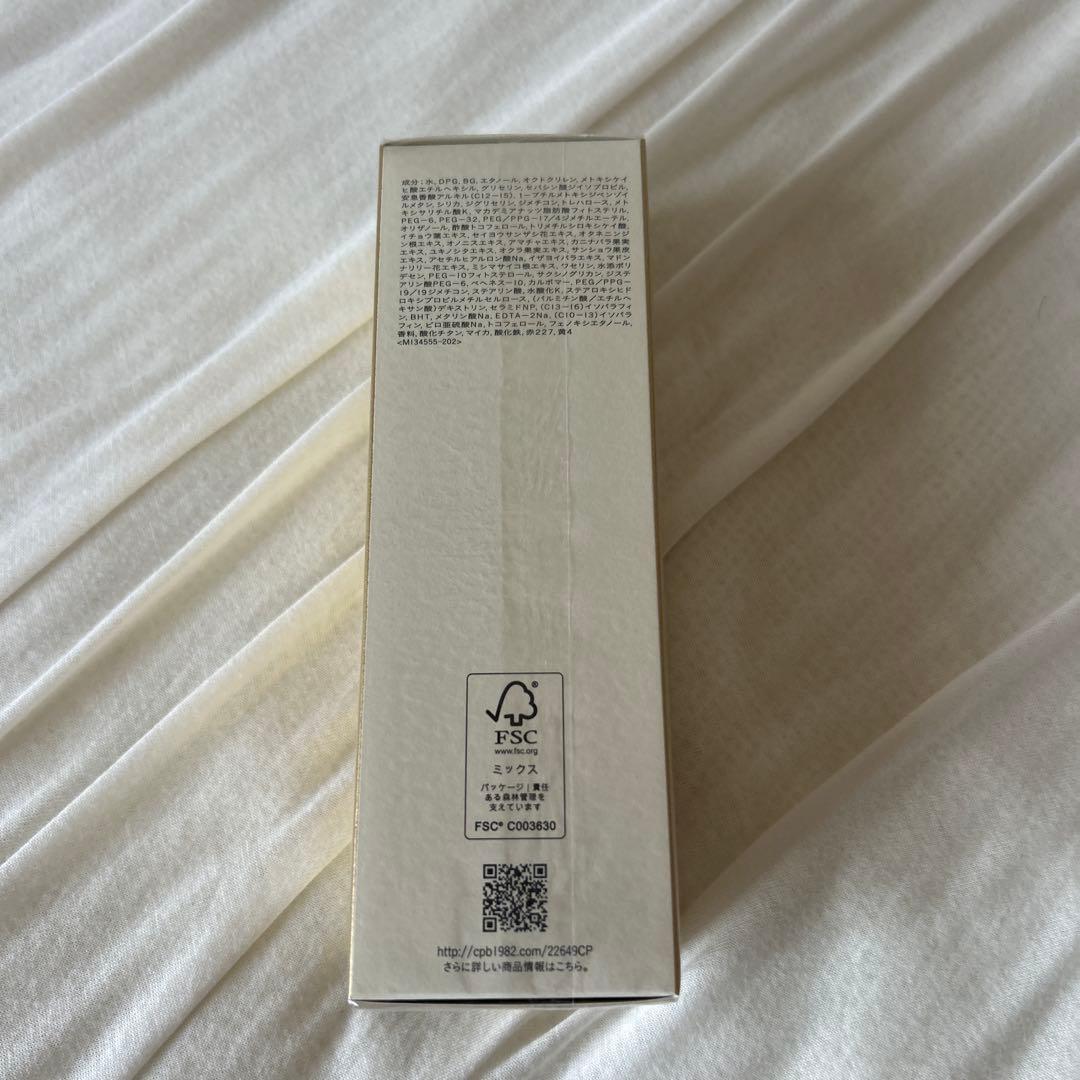 成分：水，DPG，BG，エタノール，オクトクリレン，メトキシケイ
ヒ酸エチルヘキシル，グリセリン，セバシン酸ジイソプロピル，
安息香酸アルキル(C12-15)，t-ブチルメトキシジベンゾイ
ルメタン，シリカ，ジグリセリン，ジメチコン，トレハロース，メト
キシサリチル酸K，マカデミアナッツ脂肪酸フィトステリル，
PEG-6，PEG-32，PEG/PPG-17/4ジメチルエーテル，
オリザノール，酢酸トコフェロール，トリメチルシロキシケイ酸，
イチョウ葉エキス，セイヨウサンザシ花エキス，オタネニンジ
ン根エキス，オノニスエキス，アマチャエキス，カニナバラ果実
エキス，ユキノシタエキス，オクラ果実エキス，サンショウ果皮
エキス，アセチルヒアルロン酸Na，イザヨイバラエキス，マドン
ナリリー花エキス，ミシマサイコ根エキス，ワセリン，水添ポリ
デセン，PEG-10フィトステロール，サクシノグリカン，ジステ
アリン酸PEG-6，ベヘネス-10，カルボマー，PEG/PPG-
19/19ジメチコン，ステアリン酸，水酸化K，ステアロキシヒド
ロキシプロピルメチルセルロース，(パルミチン酸/エチルヘ
キサン酸)デキストリン，セラミドNP，(C13-16)イソパラフィ
ン，BHT，メタリン酸Na，EDTA-2Na，(C10-13)イソパラ
フィン，ピロ亜硫酸Na，トコフェロール，フェノキシエタノール，
香料，酸化チタン，マイカ，酸化鉄，赤227，黄4
<MI34555-202>
FSC®
www.fsc.org
ミックス
パッケージ｜責任
ある森林管理を
支えています
FSC® C003630
http://cpb1982.com/22649CP
さらに詳しい商品情報はこちら。